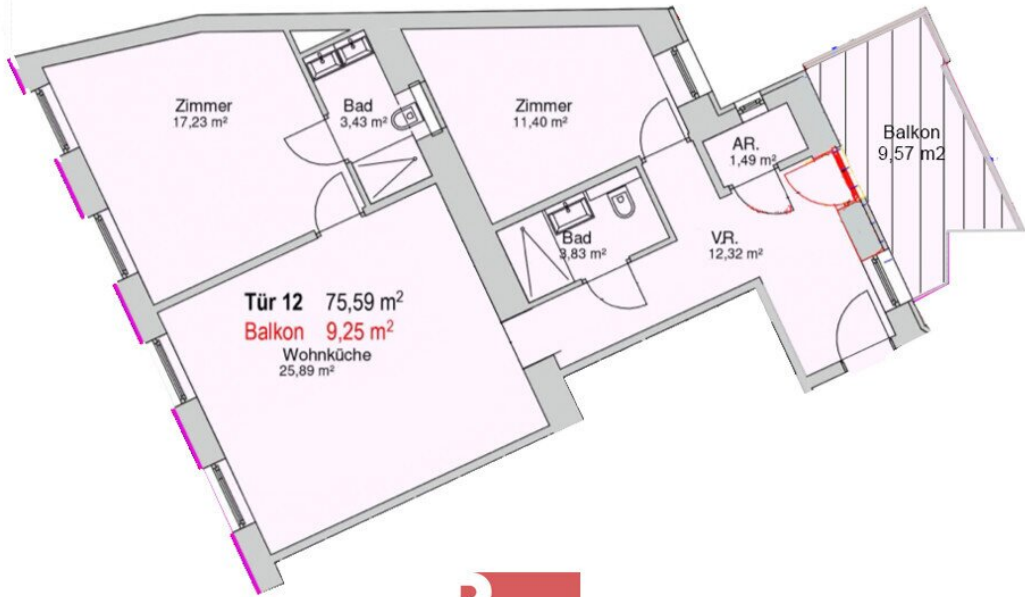 Zimmer
17,23 m²
Bad
3,43 m²
Zimmer
11,40 m²
AR.
1,49 m²
Balkon
9,57 m2
Bad
3,83 m²
V.R.
12,32 m²
Tür 12 75,59 m²
Balkon 9,25 m²
Wohnküche
25,89 m²